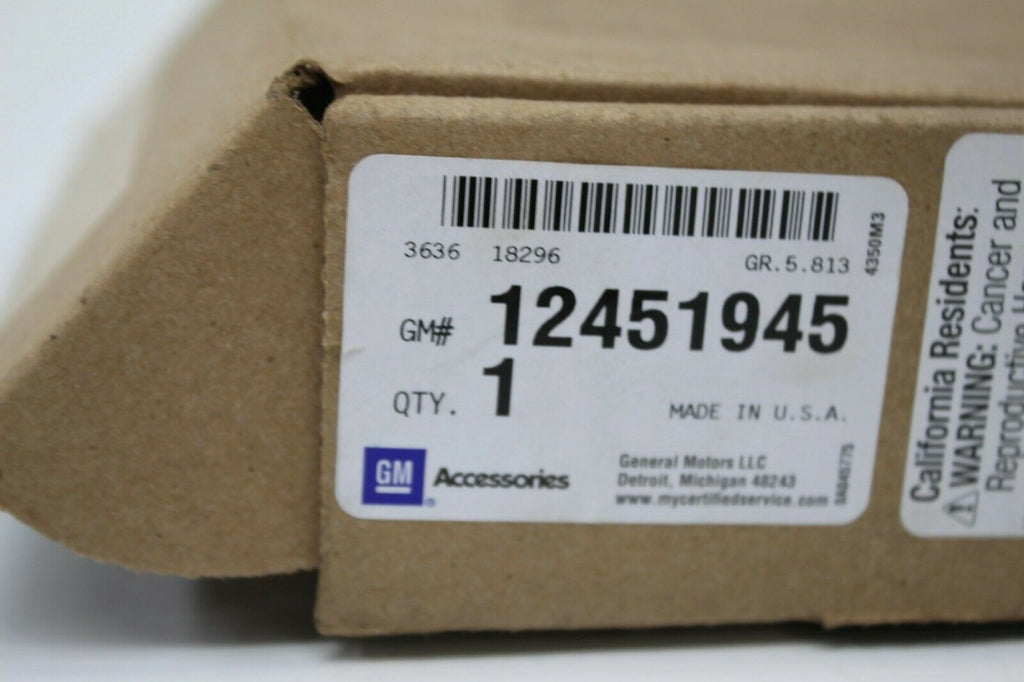 3636 18296 GR.5.813
4350M3
GM# 12451945
QTY. 1 MADE IN U.S.A.
GM
® Accessories
General Motors LLC
Detroit, Michigan 48243
www.mycertifiedservice.com
California Residents:
⚠WARNING: Cancer and
Reproductive